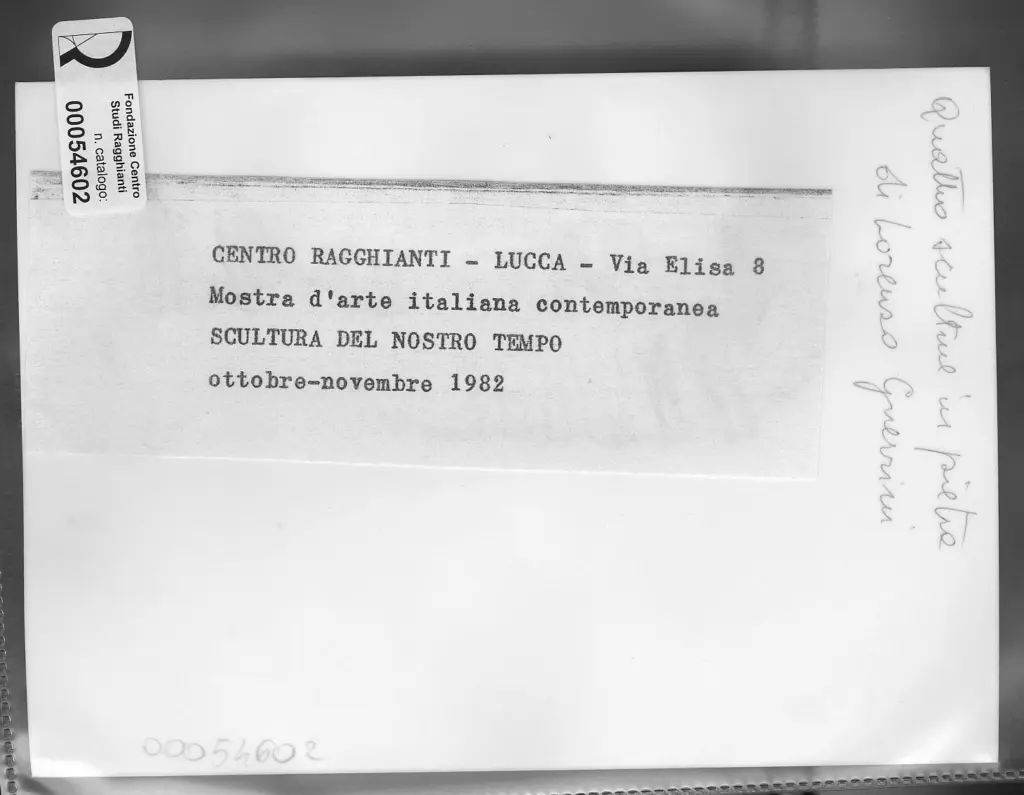 Fondazione Centro
Studi Ragghianti
n. catalogo:
00054602
CENTRO RAGGHIANTI - LUCCA - Via Elisa 8
Mostra d'arte italiana contemporanea
SCULTURA DEL NOSTRO TEMPO
ottobre-novembre 1982
Quattro sculture in pietra
di Lorenzo Guerrini
00054602